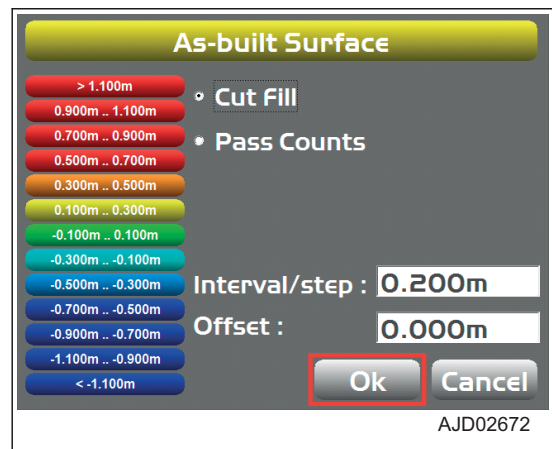 As-built Surface
> 1.100m
0.900m .. 1.100m
0.700m .. 0.900m
0.500m .. 0.700m
0.300m .. 0.500m
0.100m .. 0.300m
-0.100m .. 0.100m
-0.300m .. -0.100m
-0.500m .. -0.300m
-0.700m .. -0.500m
-0.900m .. -0.700m
-1.100m .. -0.900m
< -1.100m
Cut Fill
Pass Counts
Interval/step : 0.200m
Offset : 0.000m
Ok Cancel
AJD02672